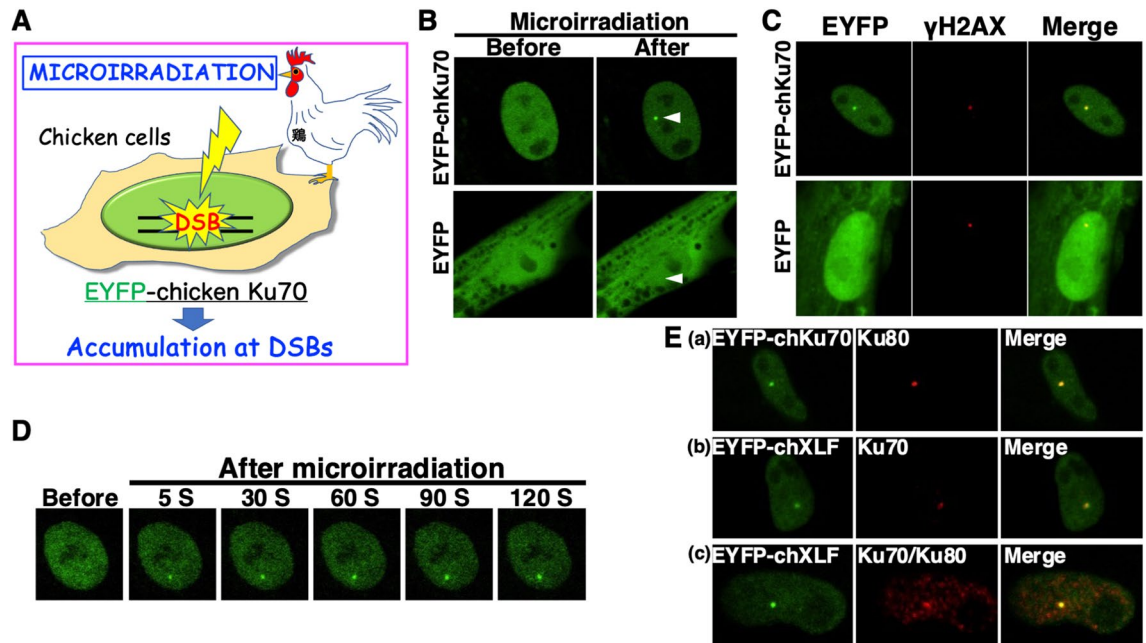 A
MICROIRRADIATION
Chicken cells
鶏
DSB
EYFP-chicken Ku70
Accumulation at DSBs
B
Microirradiation
Before After
EYFP-chKu70
EYFP
C
EYFP γH2AX Merge
EYFP-chKu70
EYFP
D
After microirradiation
Before 5 S 30 S 60 S 90 S 120 S
E
(a) EYFP-chKu70 Ku80 Merge
(b) EYFP-chXLF Ku70 Merge
(c) EYFP-chXLF Ku70/Ku80 Merge